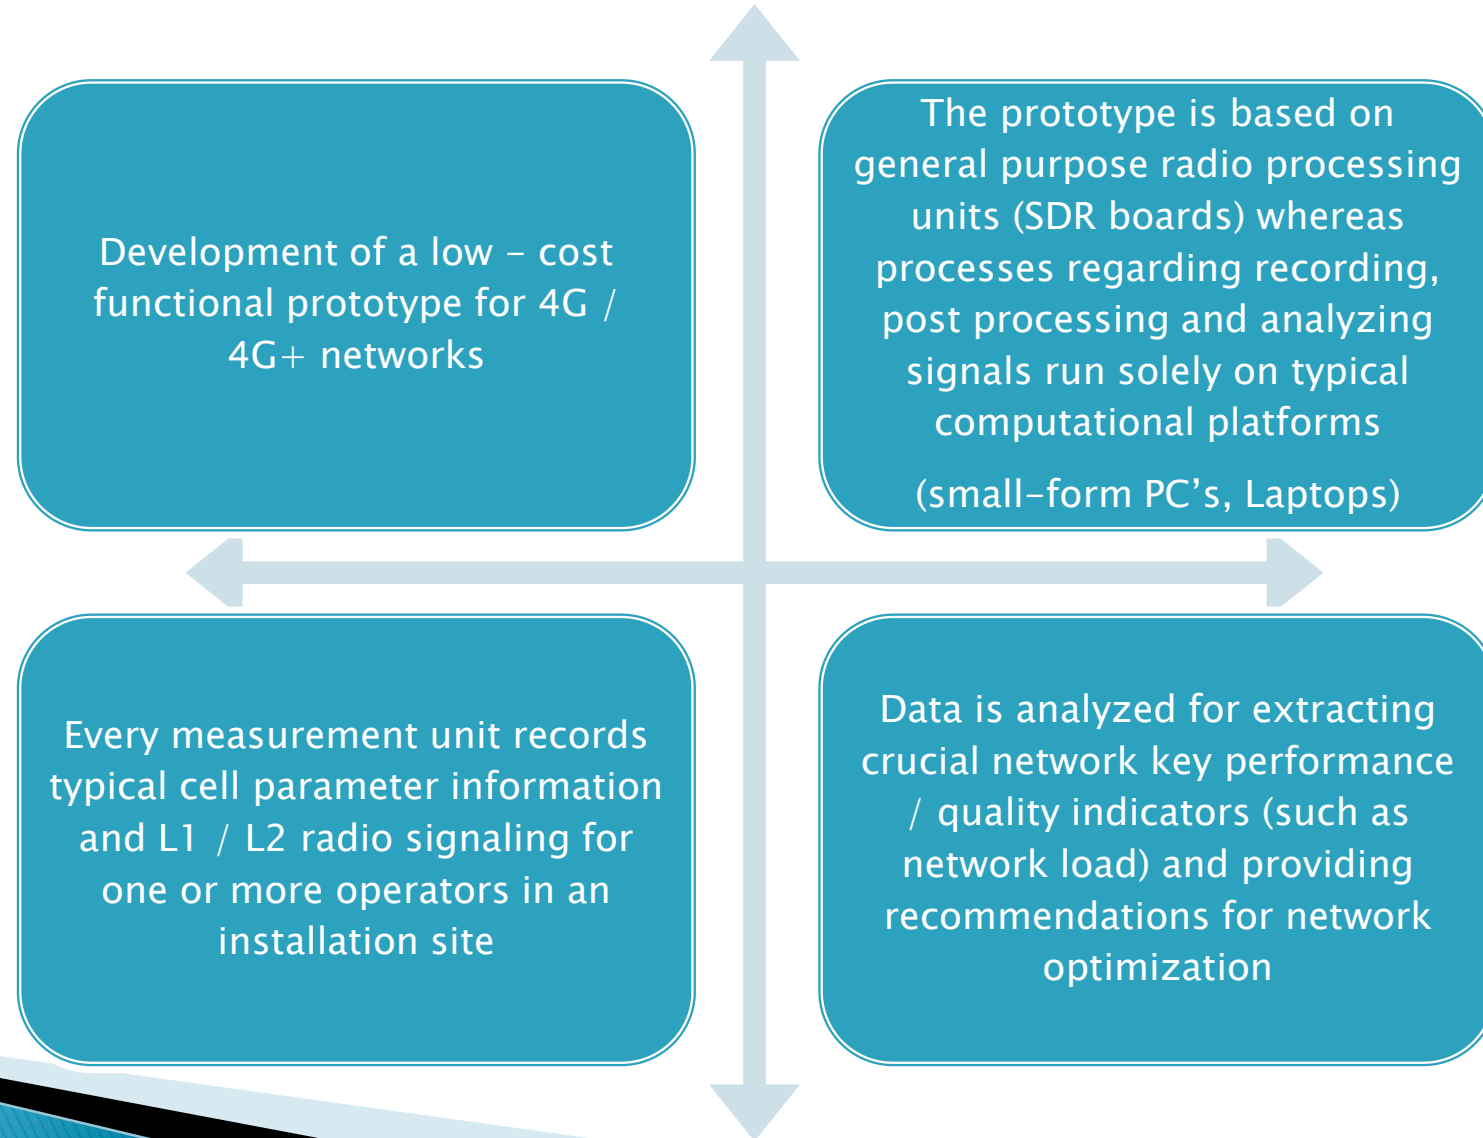 Development of a low – cost
functional prototype for 4G /
4G+ networks
The prototype is based on
general purpose radio processing
units (SDR boards) whereas
processes regarding recording,
post processing and analyzing
signals run solely on typical
computational platforms
(small–form PC’s, Laptops)
Every measurement unit records
typical cell parameter information
and L1 / L2 radio signaling for
one or more operators in an
installation site
Data is analyzed for extracting
crucial network key performance
/ quality indicators (such as
network load) and providing
recommendations for network
optimization